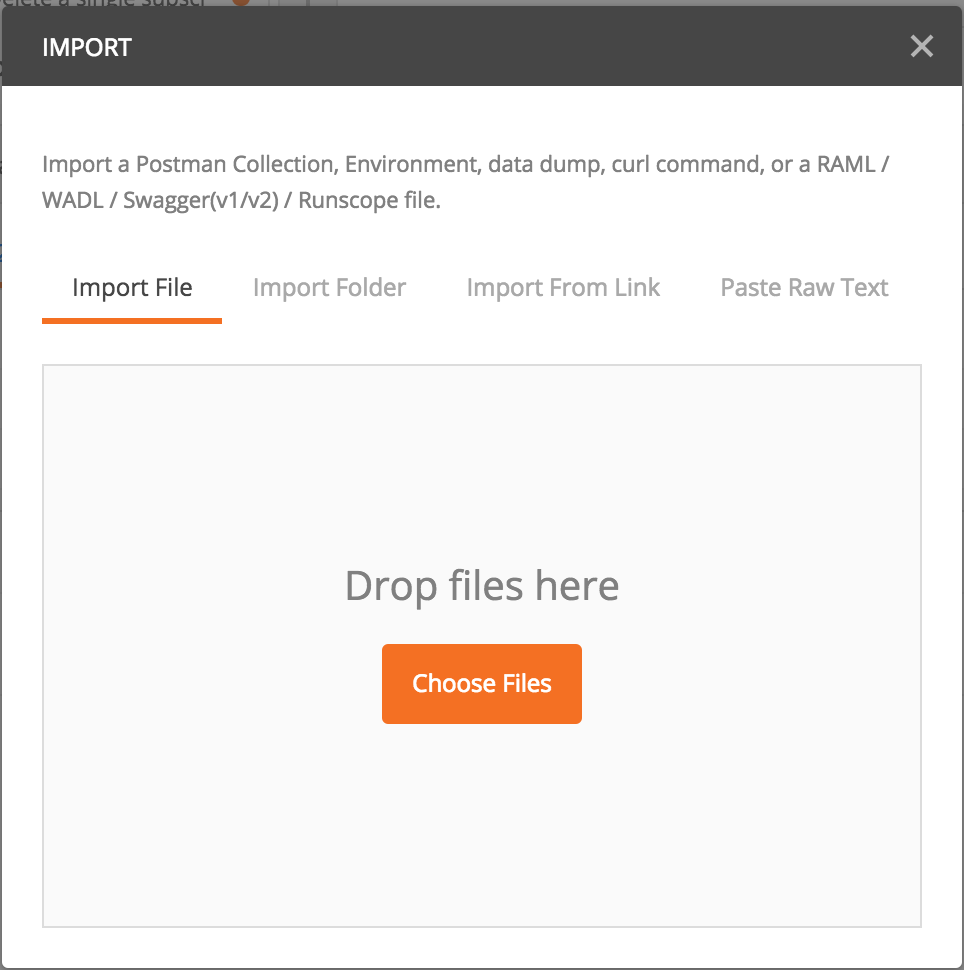 IMPORT
Import a Postman Collection, Environment, data dump, curl command, or a RAML /
WADL / Swagger(v1/v2) / Runscope file.
Import File
Import Folder
Import From Link
Paste Raw Text
Drop files here
Choose Files